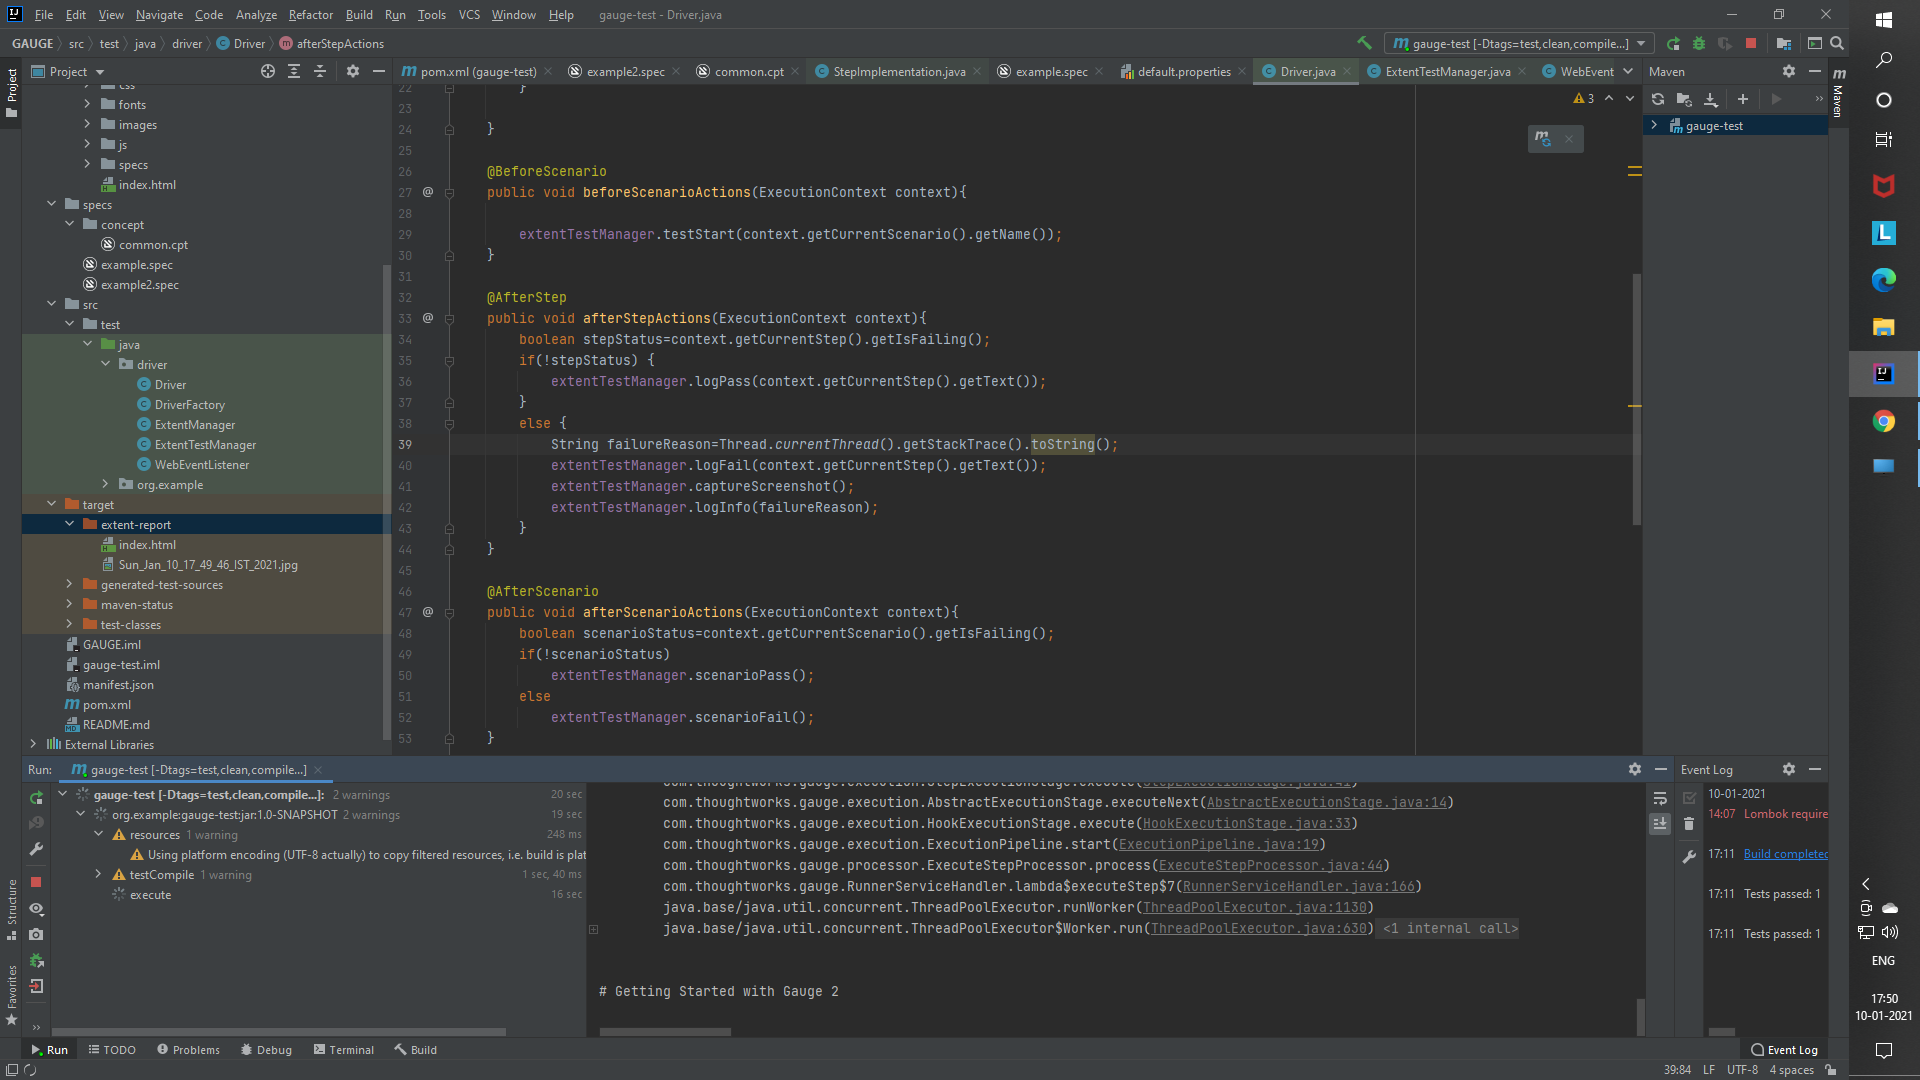 File Edit View Navigate Code Analyze Refactor Build Run Tools VCS Window Help gauge-test - Driver.java
GAUGE src test java driver Driver afterStepActions
gauge-test [-Dtags=test,clean,compile...]
Project
pom.xml (gauge-test) example2.spec common.cpt StepImplementation.java example.spec default.properties Driver.java ExtentTestManager.java WebEvent
Maven
Project
css
fonts
images
js
specs
index.html
specs
concept
common.cpt
example.spec
example2.spec
src
test
java
driver
Driver
DriverFactory
ExtentManager
ExtentTestManager
WebEventListener
org.example
target
extent-report
index.html
Sun_Jan_10_17_49_46_IST_2021.jpg
generated-test-sources
maven-status
test-classes
GAUGE.iml
gauge-test.iml
manifest.json
pom.xml
README.md
External Libraries
3
22 }
23
24 }
25
26 @BeforeScenario
27 public void beforeScenarioActions(ExecutionContext context){
28
29 extentTestManager.testStart(context.getCurrentScenario().getName());
30 }
31
32 @AfterStep
33 public void afterStepActions(ExecutionContext context){
34 boolean stepStatus=context.getCurrentStep().getIsFailing();
35 if(!stepStatus) {
36 extentTestManager.logPass(context.getCurrentStep().getText());
37 }
38 else {
39 String failureReason=Thread.currentThread().getStackTrace().toString();
40 extentTestManager.logFail(context.getCurrentStep().getText());
41 extentTestManager.captureScreenshot();
42 extentTestManager.logInfo(failureReason);
43 }
44 }
45
46 @AfterScenario
47 public void afterScenarioActions(ExecutionContext context){
48 boolean scenarioStatus=context.getCurrentScenario().getIsFailing();
49 if(!scenarioStatus)
50 extentTestManager.scenarioPass();
51 else
52 extentTestManager.scenarioFail();
53 }
gauge-test
Maven
Run: gauge-test [-Dtags=test,clean,compile...]
gauge-test [-Dtags=test,clean,compile...]: 2 warnings 20 sec
org.example:gauge-test:jar:1.0-SNAPSHOT 2 warnings 19 sec
resources 1 warning 248 ms
Using platform encoding (UTF-8 actually) to copy filtered resources, i.e. build is plat
testCompile 1 warning 1 sec, 40 ms
execute 16 sec
com.thoughtworks.gauge.execution.StepExecutionStage.execute(StepExecutionStage.java:41)
com.thoughtworks.gauge.execution.AbstractExecutionStage.executeNext(AbstractExecutionStage.java:14)
com.thoughtworks.gauge.execution.HookExecutionStage.execute(HookExecutionStage.java:33)
com.thoughtworks.gauge.execution.ExecutionPipeline.start(ExecutionPipeline.java:19)
com.thoughtworks.gauge.processor.ExecuteStepProcessor.process(ExecuteStepProcessor.java:44)
com.thoughtworks.gauge.RunnerServiceHandler.lambda$executeStep$7(RunnerServiceHandler.java:166)
java.base/java.util.concurrent.ThreadPoolExecutor.runWorker(ThreadPoolExecutor.java:1130)
java.base/java.util.concurrent.ThreadPoolExecutor$Worker.run(ThreadPoolExecutor.java:630) <1 internal call>
# Getting Started with Gauge 2
Event Log
10-01-2021
14:07 Lombok require
17:11 Build completed
17:11 Tests passed: 1
17:11 Tests passed: 1
Structure
Favorites
Run TODO Problems Debug Terminal Build Event Log
39:84 LF UTF-8 4 spaces
ENG
17:50
10-01-2021